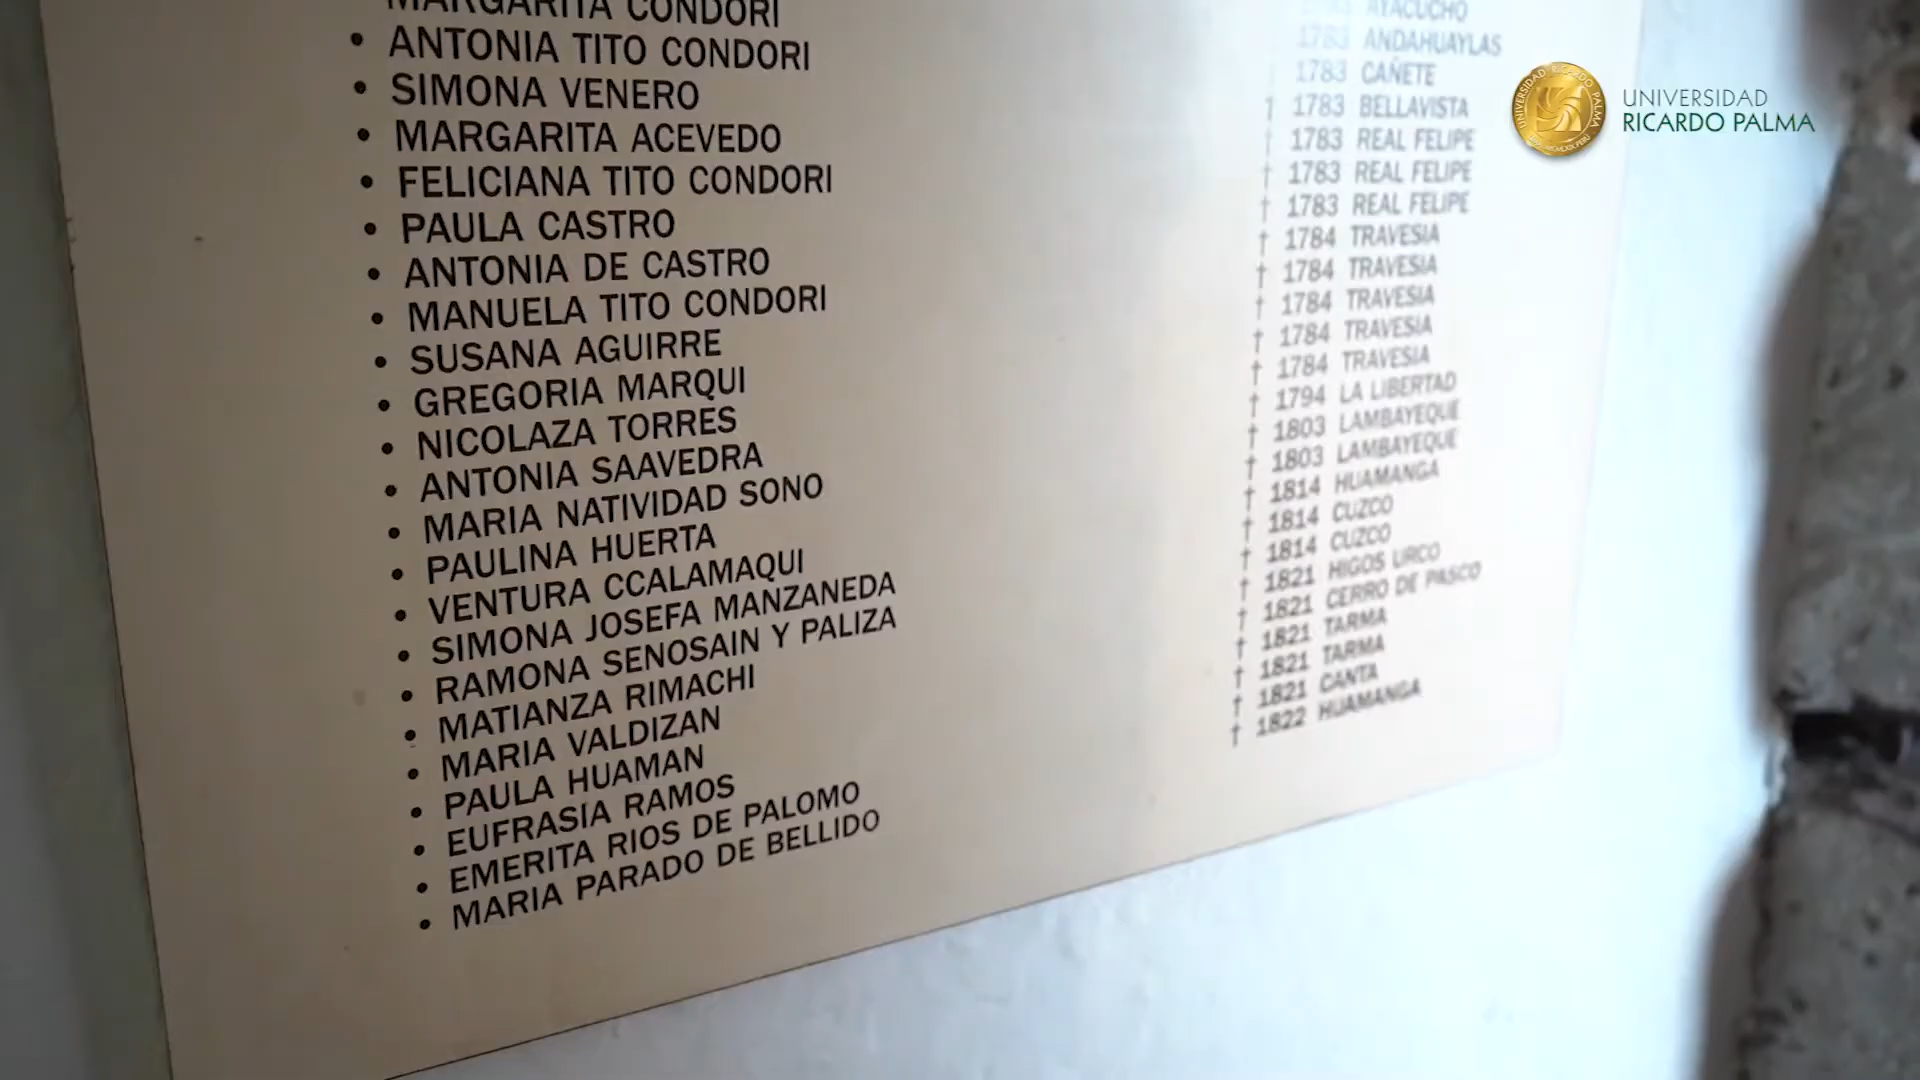 MARGARITA CONDORI
• ANTONIA TITO CONDORI
• SIMONA VENERO
• MARGARITA ACEVEDO
• FELICIANA TITO CONDORI
• PAULA CASTRO
• ANTONIA DE CASTRO
• MANUELA TITO CONDORI
• SUSANA AGUIRRE
• GREGORIA MARQUI
• NICOLAZA TORRES
• ANTONIA SAAVEDRA
• MARIA NATIVIDAD SONO
• PAULINA HUERTA
• VENTURA CCALAMAQUI
• SIMONA JOSEFA MANZANEDA
• RAMONA SENOSAIN Y PALIZA
• MATIANZA RIMACHI
• MARIA VALDIZAN
• PAULA HUAMAN
• EUFRASIA RAMOS
• EMERITA RIOS DE PALOMO
• MARIA PARADO DE BELLIDO
AYACUCHO
1783 ANDAHUAYLAS
† 1783 CAÑETE
† 1783 BELLAVISTA
† 1783 REAL FELIPE
† 1783 REAL FELIPE
† 1783 REAL FELIPE
† 1784 TRAVESIA
† 1784 TRAVESIA
† 1784 TRAVESIA
† 1784 TRAVESIA
† 1784 TRAVESIA
† 1794 LA LIBERTAD
† 1803 LAMBAYEQUE
† 1803 LAMBAYEQUE
† 1814 HUAMANGA
† 1814 CUZCO
† 1814 CUZCO
† 1821 HIGOS URCO
† 1821 CERRO DE PASCO
† 1821 TARMA
† 1821 TARMA
† 1821 CANTA
† 1822 HUAMANGA
UNIVERSIDAD
RICARDO PALMA